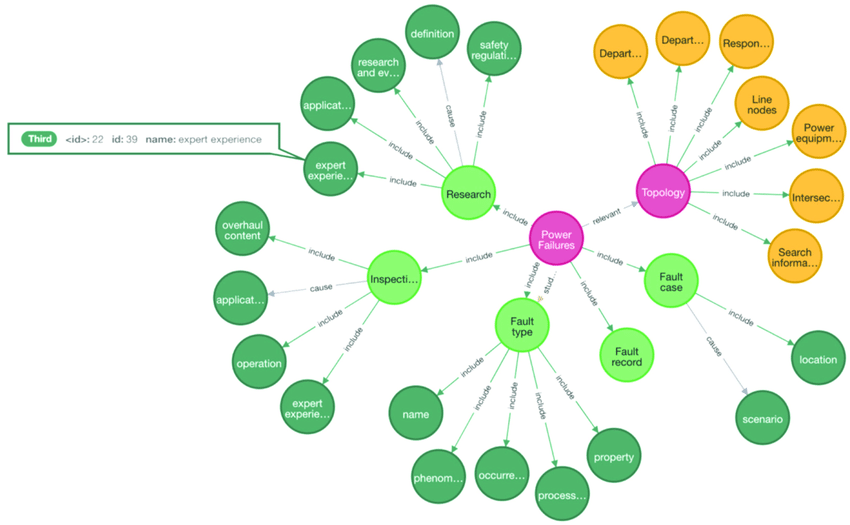 definition
safety
regulati...
research
and ev...
applicat...
Third <id>: 22 id: 39 name: expert experience
expert
experie...
Research
include
include
include
cause
include
include
Depart...
Depart...
Respon...
Line
nodes
Power
equipm...
Intersec...
Search
informa...
Topology
include
include
include
include
include
include
include
relevant
Power
Failures
overhaul
content
applicat...
operation
expert
experie...
Inspecti...
include
cause
include
include
include
include
stud...
include
include
Fault
case
include
cause
location
scenario
Fault
type
Fault
record
include
include
include
include
include
name
phenom...
occurre...
process...
property